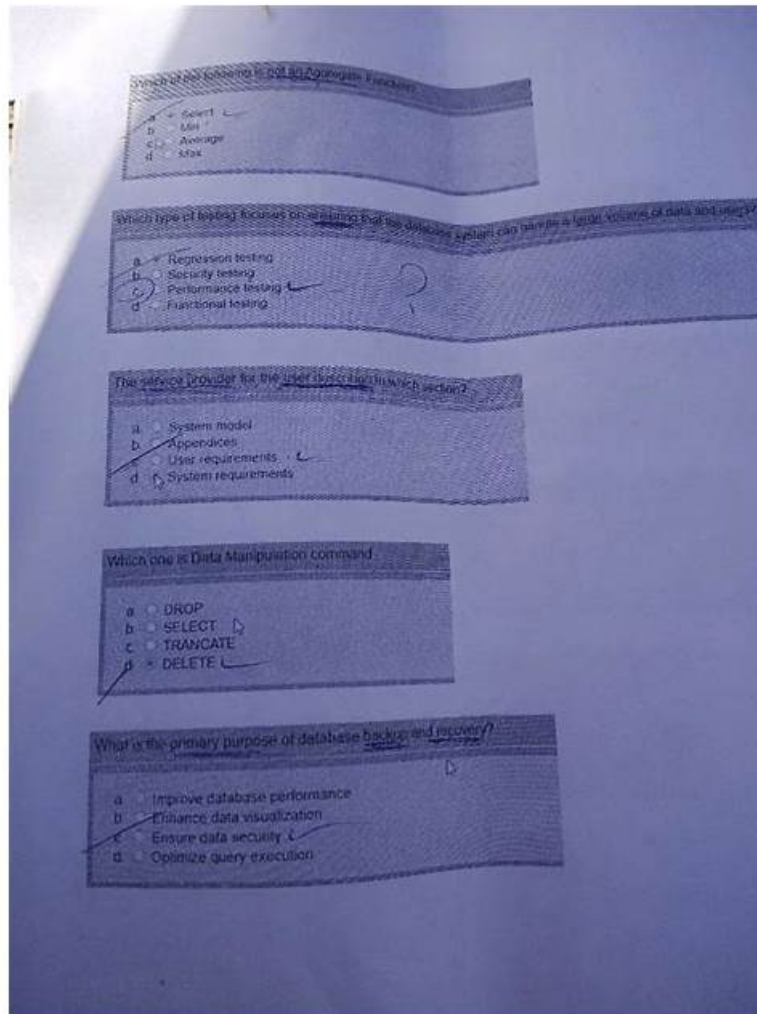 Which of the following is not an Aggregate Function?
a Select
b Min
c Average
d Max
Which type of testing focuses on ensuring that the database system can handle a large volume of data and users?
a Regression testing
b Security testing
c Performance testing
d Functional testing
?
The service provider for the user described in which section?
a System model
b Appendices
c User requirements
d System requirements
Which one is Data Manipulation command
a DROP
b SELECT
c TRANCATE
d DELETE
What is the primary purpose of database backup and recovery?
a Improve database performance
b Enhance data visualization
c Ensure data security
d Optimize query execution